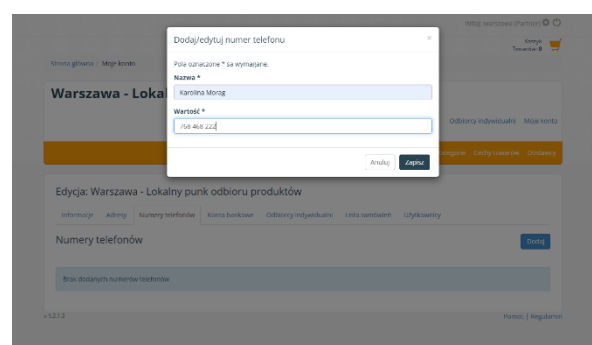 Witaj: warszawa (Partner)
Dodaj/edytuj numer telefonu ×
Koszyk
Towarów: 0
Strona główna / Moje konto
Pola oznaczone * są wymagane.
Nazwa *
Karolina Morag
Warszawa - Lokal
Wartość *
758 468 222
Odbiorcy indywidualni Moje konto
Anuluj Zapisz
Kategorie Cechy towarów Dostawcy
Edycja: Warszawa - Lokalny punk odbioru produktów
Informacje Adresy Numery telefonów Konta bankowe Odbiorcy indywidualni Lista zamówień Użytkownicy
Numery telefonów Dodaj
Brak dodanych numerów telefonów
v 1.2.1.2 Pomoc | Regulamin